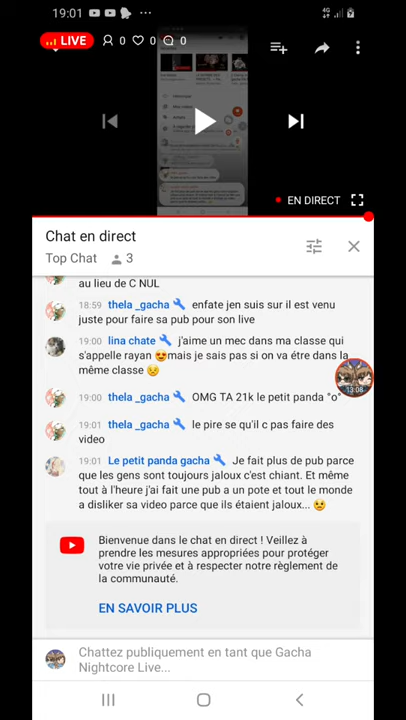 19:01
LIVE
0 0 0
EN DIRECT
Chat en direct
Top Chat 3
au lieu de C NUL
18:59 thela _gacha enfate jen suis sur il est venu
juste pour faire sa pub pour son live
19:00 lina chate j'aime un mec dans ma classe qui
s'appelle rayan 😍mais je sais pas si on va étre dans la
même classe 😣
13:08
19:00 thela _gacha OMG TA 21k le petit panda °o°
19:01 thela _gacha le pire se qu'il c pas faire des
video
19:01 Le petit panda gacha Je fait plus de pub parce
que les gens sont toujours jaloux c'est chiant. Et même
tout à l'heure j'ai fait une pub a un pote et tout le monde
a disliker sa video parce que ils étaient jaloux... 😟
Bienvenue dans le chat en direct ! Veillez à
prendre les mesures appropriées pour protéger
votre vie privée et à respecter notre règlement de
la communauté.
EN SAVOIR PLUS
Chattez publiquement en tant que Gacha
Nightcore Live...